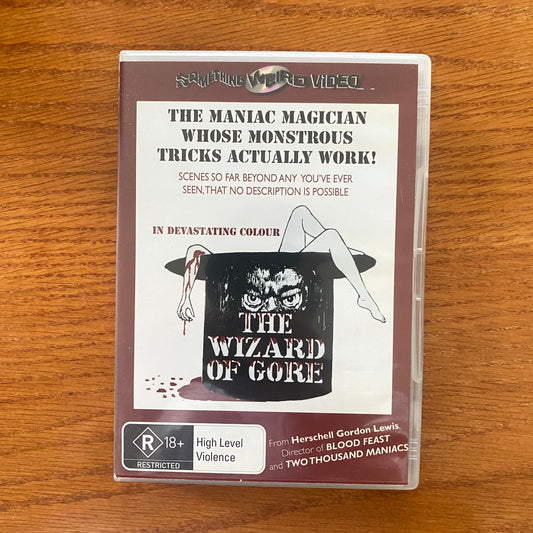 SOMETHING WEIRD VIDEO
THE MANIAC MAGICIAN
WHOSE MONSTROUS
TRICKS ACTUALLY WORK!
SCENES SO FAR BEYOND ANY YOU'VE EVER
SEEN, THAT NO DESCRIPTION IS POSSIBLE
IN DEVASTATING COLOUR
THE
WIZARD
OF GORE
R 18+
RESTRICTED
High Level
Violence
From Herschell Gordon Lewis
Director of BLOOD FEAST
and TWO THOUSAND MANIACS